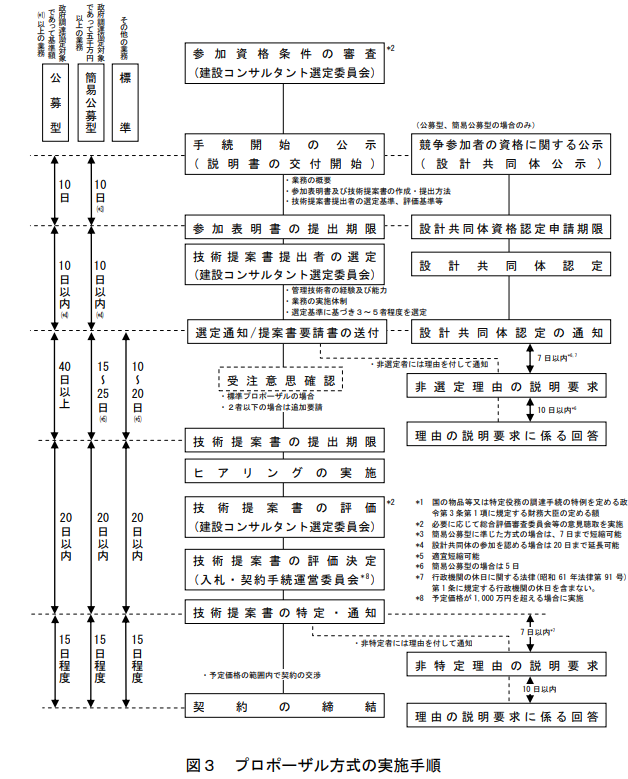 政府調達協定対象
であって基準額(*1)
以上の業務
政府調達協定対象
であって五千万円
以上の業務
その他の業務
公募型
簡易公募型
標準
参加資格条件の審査
(建設コンサルタント選定委員会)
*2
(公募型、簡易公募型の場合のみ)
手続開始の公示
(説明書の交付開始)
競争参加者の資格に関する公示
(設計共同体公示)
・業務の概要
・参加表明書及び技術提案書の作成・提出方法
・技術提案書提出者の選定基準、評価基準等
10日
10日(*3)
参加表明書の提出期限
設計共同体資格認定申請期限
技術提案書提出者の選定
(建設コンサルタント選定委員会)
設計共同体認定
・管理技術者の経験及び能力
・業務の実施体制
・選定基準に基づき3～5者程度を選定
10日以内(*4)
10日以内(*4)
選定通知/提案書要請書の送付
設計共同体認定の通知
・非選定者には理由を付して通知
7日以内*6,7
受注意思確認
・標準プロポーザルの場合
・2者以下の場合は追加要請
非選定理由の説明要求
10日以内*6
理由の説明要求に係る回答
40日以上
15～25日(*5)
10～20日(*5)
技術提案書の提出期限
ヒアリングの実施
技術提案書の評価
(建設コンサルタント選定委員会)
*2
技術提案書の評価決定
(入札・契約手続運営委員会*8)
*1 国の物品等又は特定役務の調達手続の特例を定める政
令第3条第1項に規定する財務大臣の定める額
*2 必要に応じて総合評価審査委員会等の意見聴取を実施
*3 簡易公募型に準じた方式の場合は、7日まで短縮可能
*4 設計共同体の参加を認める場合は20日まで延長可能
*5 適宜短縮可能
*6 簡易公募型の場合は5日
*7 行政機関の休日に関する法律(昭和61年法律第91号)
第1条に規定する行政機関の休日を含まない。
*8 予定価格が1,000万円を超える場合に実施
20日以内
20日以内
20日以内
技術提案書の特定・通知
・非特定者には理由を付して通知
7日以内*7
非特定理由の説明要求
10日以内
理由の説明要求に係る回答
15日程度
15日程度
15日程度
・予定価格の範囲内で契約の交渉
契約の締結
図3 プロポーザル方式の実施手順